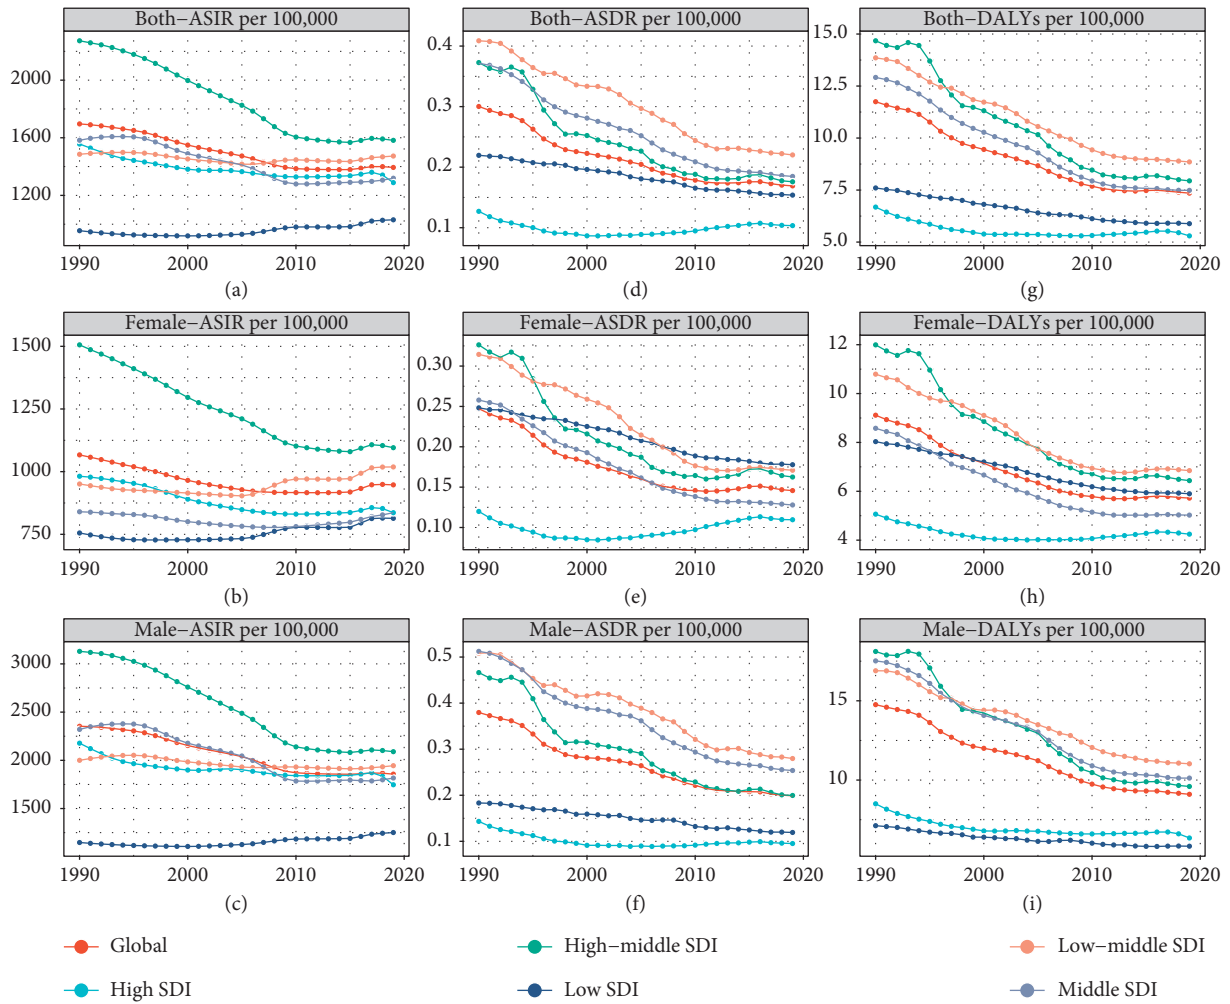 Both−ASIR per 100,000
2000
1600
1200
1990 2000 2010 2020
(a)
Both−ASDR per 100,000
0.4
0.3
0.2
0.1
1990 2000 2010 2020
(d)
Both−DALYs per 100,000
15.0
12.5
10.0
7.5
5.0
1990 2000 2010 2020
(g)
Female−ASIR per 100,000
1500
1250
1000
750
1990 2000 2010 2020
(b)
Female−ASDR per 100,000
0.30
0.25
0.20
0.15
0.10
1990 2000 2010 2020
(e)
Female−DALYs per 100,000
12
10
8
6
4
1990 2000 2010 2020
(h)
Male−ASIR per 100,000
3000
2500
2000
1500
1990 2000 2010 2020
(c)
Male−ASDR per 100,000
0.5
0.4
0.3
0.2
0.1
1990 2000 2010 2020
(f)
Male−DALYs per 100,000
15
10
1990 2000 2010 2020
(i)
Global
High−middle SDI
Low−middle SDI
High SDI
Low SDI
Middle SDI